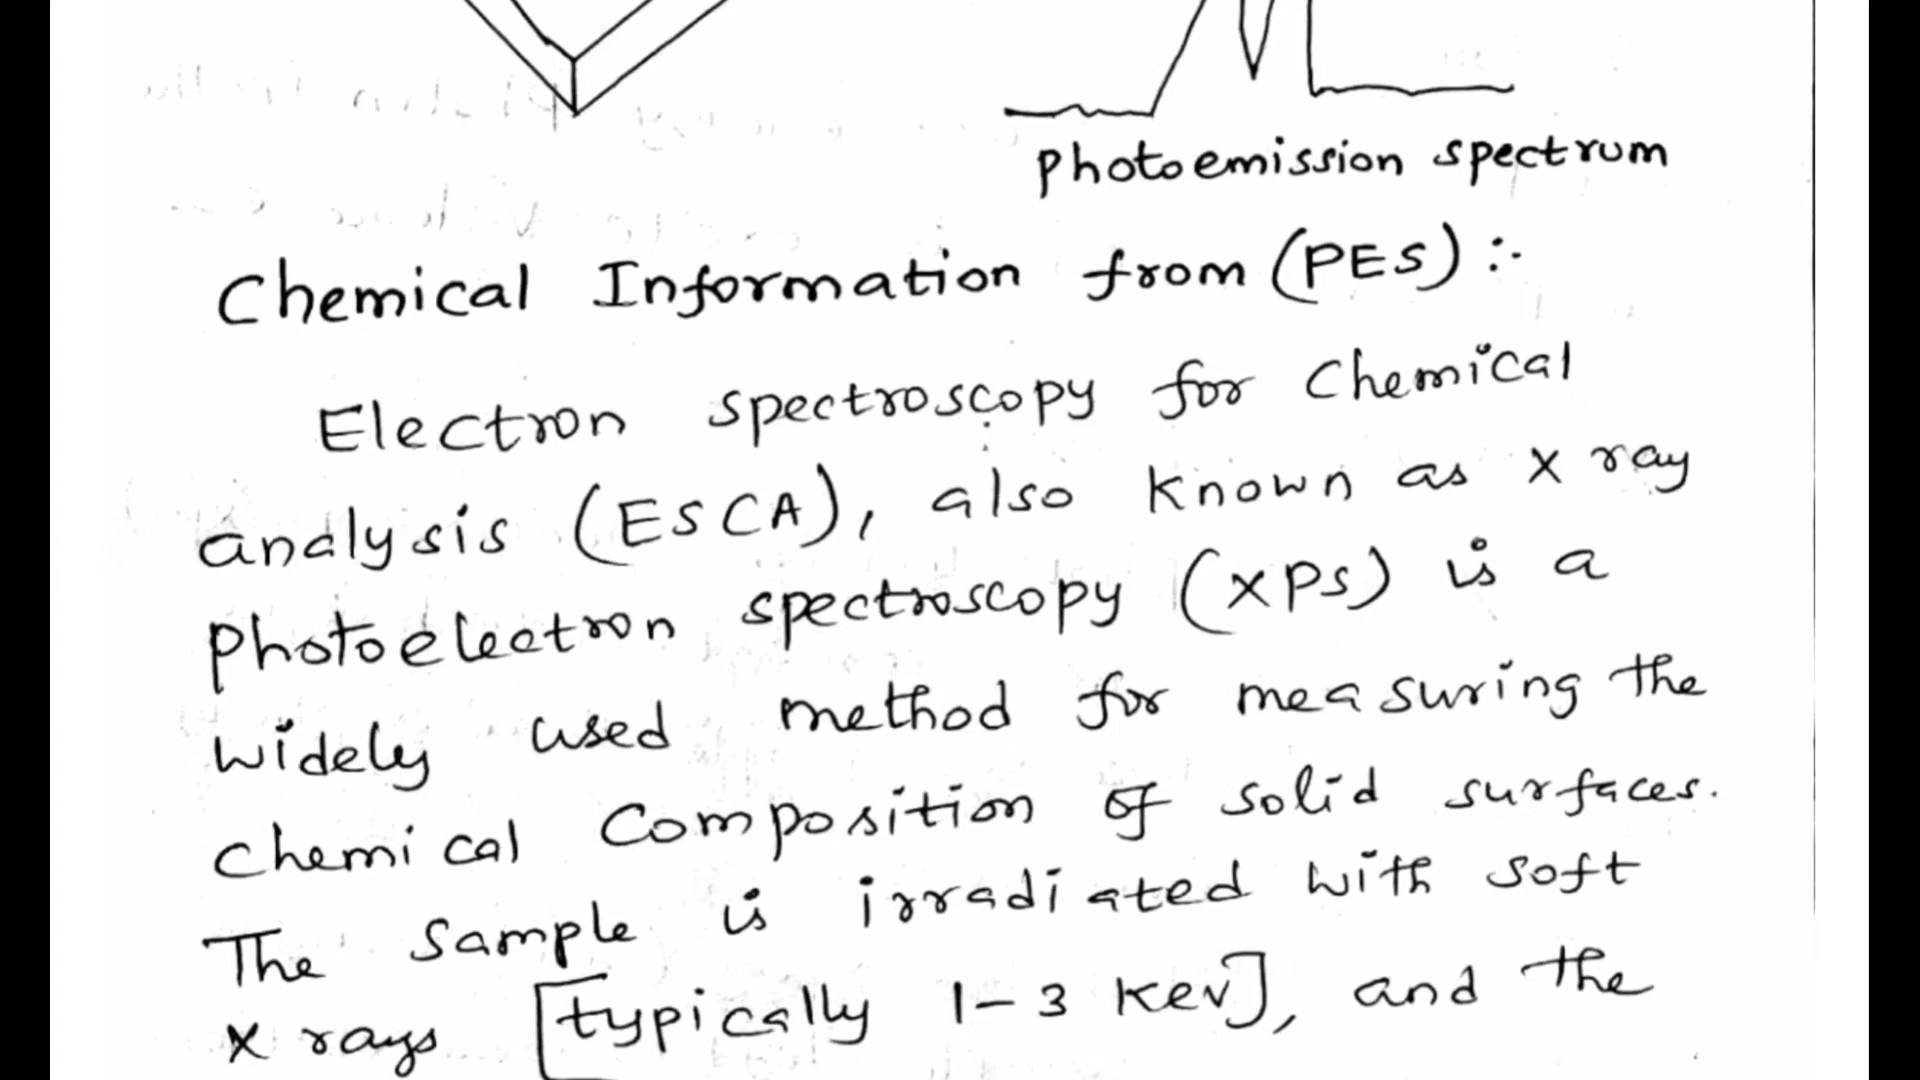 Photoemission spectrum
Chemical Information from (PES) :-
Electron spectroscopy for Chemical
analysis (ESCA), also known as X ray
Photoelectron spectroscopy (XPS) is a
widely used method for measuring the
Chemical Composition of solid surfaces.
The Sample is irradiated with soft
X rays [typically 1-3 Kev], and the